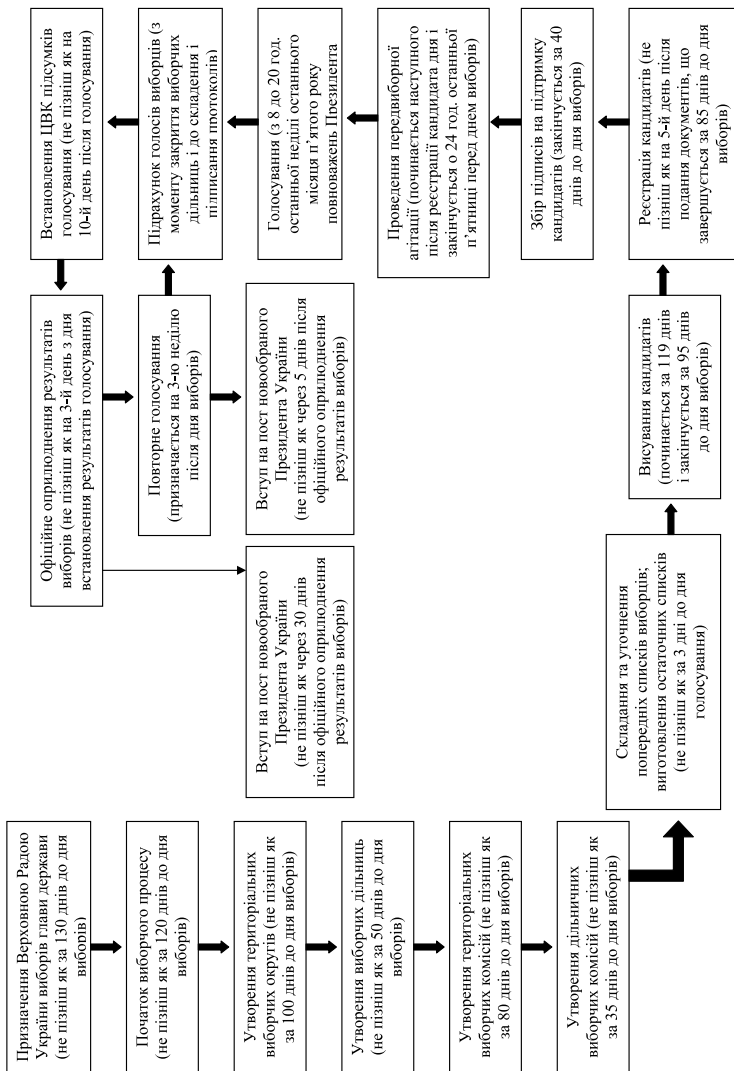 Призначення Верховною Радою
України виборів глави держави
(не пізніш як за 130 днів до дня
виборів)
Початок виборчого процесу
(не пізніш як за 120 днів до дня
виборів)
Утворення територіальних
виборчих округів (не пізніш як
за 100 днів до дня виборів)
Утворення виборчих дільниць
(не пізніш як за 50 днів до дня
виборів)
Утворення територіальних
виборчих комісій (не пізніш як
за 80 днів до дня виборів)
Утворення дільничних
виборчих комісій (не пізніш як
за 35 днів до дня виборів)
Складання та уточнення
попередніх списків виборців;
виготовлення остаточних списків
(не пізніш як за 3 дні до дня
голосування)
Висування кандидатів
(починається за 119 днів
і закінчується за 95 днів
до дня виборів)
Реєстрація кандидатів (не
пізніш як на 5-й день після
подання документів, що
завершується за 85 днів до дня
виборів)
Збір підписів на підтримку
кандидатів (закінчується за 40
днів до дня виборів)
Проведення передвиборної
агітації (починається наступного
після реєстрації кандидата дня і
закінчується о 24 год. останньої
п’ятниці перед днем виборів)
Голосування (з 8 до 20 год.
останньої неділі останнього
місяця п’ятого року
повноважень Президента)
Підрахунок голосів виборців (з
моменту закриття виборчих
дільниць і до складення і
підписання протоколів)
Встановлення ЦВК підсумків
голосування (не пізніш як на
10-й день після голосування)
Офіційне оприлюднення результатів
виборів (не пізніш як на 3-й день з дня
встановлення результатів голосування)
Повторне голосування
(призначається на 3-ю неділю
після дня виборів)
Вступ на пост новообраного
Президента України
(не пізніш як через 5 днів після
офіційного оприлюднення
результатів виборів)
Вступ на пост новообраного
Президента України
(не пізніш як через 30 днів
після офіційного оприлюднення
результатів виборів)